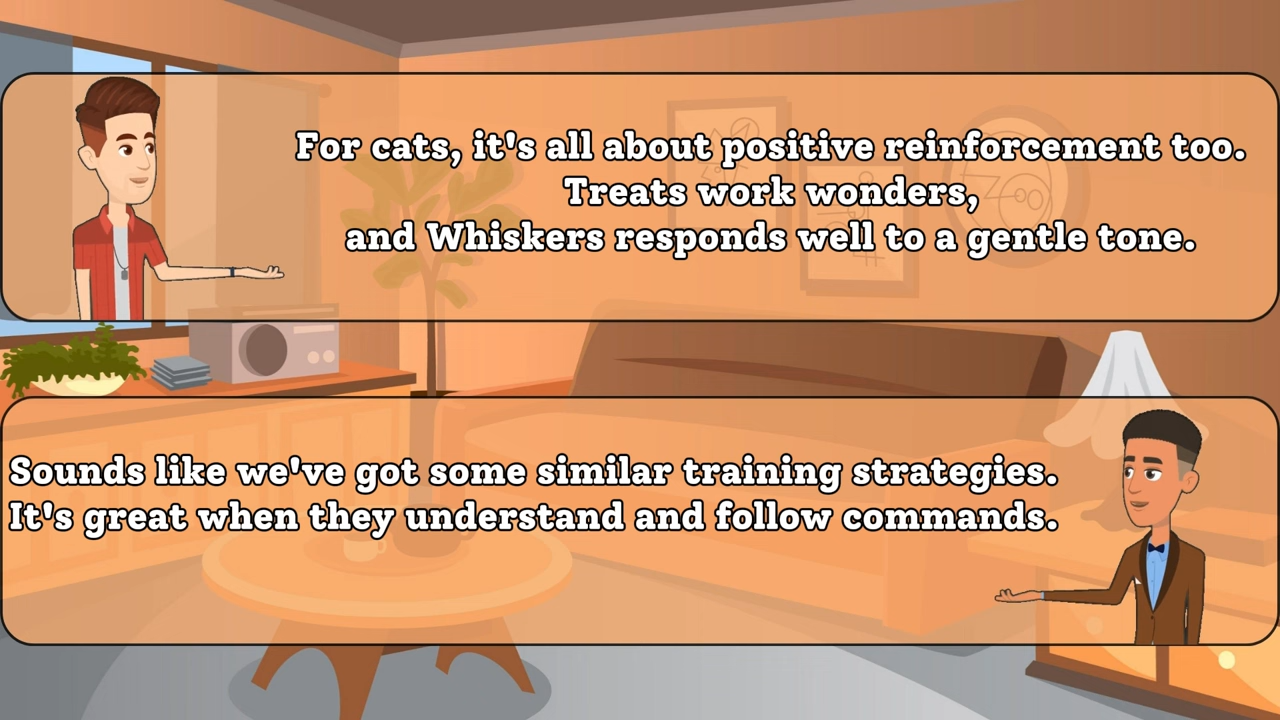 For cats, it's all about positive reinforcement too.
Treats work wonders,
and Whiskers responds well to a gentle tone.
Sounds like we've got some similar training strategies.
It's great when they understand and follow commands.